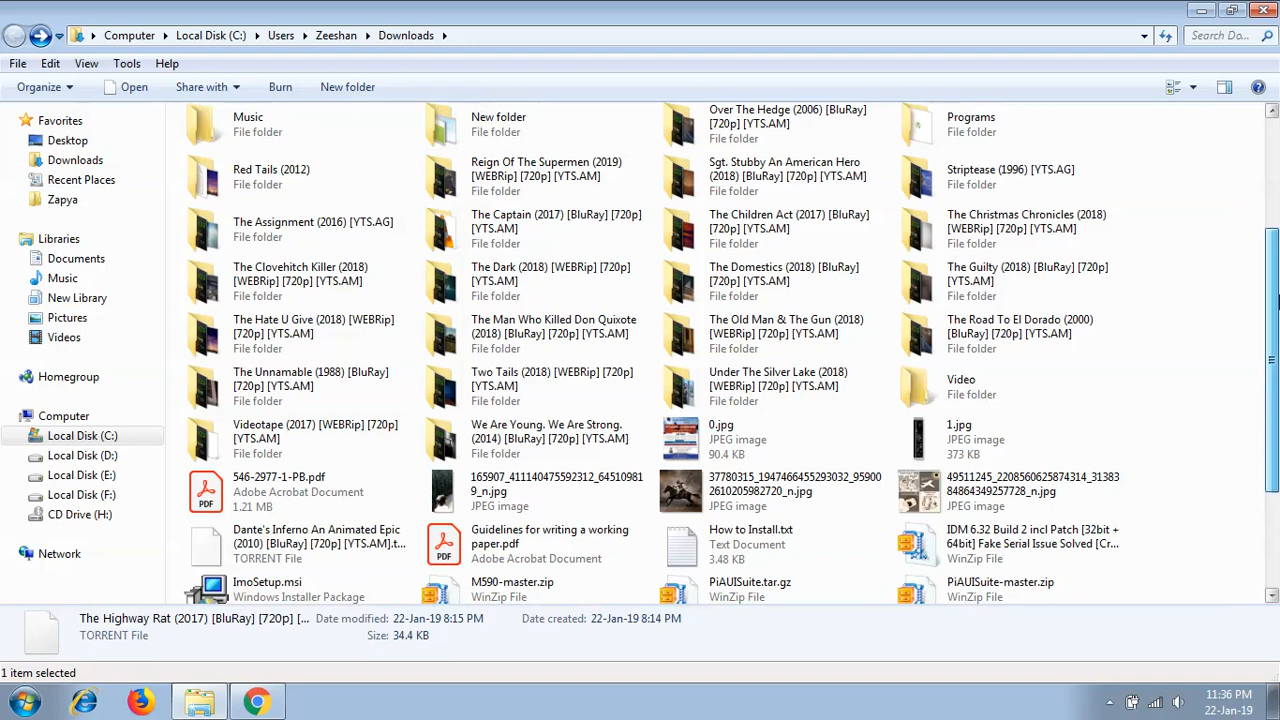 Computer Local Disk (C:) Users Zeeshan Downloads Search Do...
File Edit View Tools Help
Organize Open Share with Burn New folder
Favorites
Desktop
Downloads
Recent Places
Zapya
Libraries
Documents
Music
New Library
Pictures
Videos
Homegroup
Computer
Local Disk (C:)
Local Disk (D:)
Local Disk (E:)
Local Disk (F:)
CD Drive (H:)
Network
Music
File folder
New folder
File folder
Over The Hedge (2006) [BluRay]
[720p] [YTS.AM]
File folder
Programs
File folder
Red Tails (2012)
File folder
Reign Of The Supermen (2019)
[WEBRip] [720p] [YTS.AM]
File folder
Sgt. Stubby An American Hero
(2018) [BluRay] [720p] [YTS.AM]
File folder
Striptease (1996) [YTS.AG]
File folder
The Assignment (2016) [YTS.AG]
File folder
The Captain (2017) [BluRay] [720p]
[YTS.AM]
File folder
The Children Act (2017) [BluRay]
[720p] [YTS.AM]
File folder
The Christmas Chronicles (2018)
[WEBRip] [720p] [YTS.AM]
File folder
The Clovehitch Killer (2018)
[WEBRip] [720p] [YTS.AM]
File folder
The Dark (2018) [WEBRip] [720p]
[YTS.AM]
File folder
The Domestics (2018) [BluRay]
[720p] [YTS.AM]
File folder
The Guilty (2018) [BluRay] [720p]
[YTS.AM]
File folder
The Hate U Give (2018) [WEBRip]
[720p] [YTS.AM]
File folder
The Man Who Killed Don Quixote
(2018) [BluRay] [720p] [YTS.AM]
File folder
The Old Man & The Gun (2018)
[WEBRip] [720p] [YTS.AM]
File folder
The Road To El Dorado (2000)
[BluRay] [720p] [YTS.AM]
File folder
The Unnamable (1988) [BluRay]
[720p] [YTS.AM]
File folder
Two Tails (2018) [WEBRip] [720p]
[YTS.AM]
File folder
Under The Silver Lake (2018)
[WEBRip] [720p] [YTS.AM]
File folder
Video
File folder
Videotape (2017) [WEBRip] [720p]
[YTS.AM]
File folder
We Are Young. We Are Strong.
(2014) [BluRay] [720p] [YTS.AM]
File folder
0.jpg
JPEG image
90.4 KB
1.jpg
JPEG image
373 KB
546-2977-1-PB.pdf
Adobe Acrobat Document
1.21 MB
165907_411140475592312_64510981
9_n.jpg
JPEG image
37780315_1947466455293032_95900
2610205982720_n.jpg
JPEG image
49511245_2208560625874314_31383
84864349257728_n.jpg
JPEG image
Dante's Inferno An Animated Epic
(2010) [BluRay] [720p] [YTS.AM].t...
TORRENT File
Guidelines for writing a working
paper.pdf
Adobe Acrobat Document
How to Install.txt
Text Document
3.48 KB
IDM 6.32 Build 2 incl Patch [32bit +
64bit] Fake Serial Issue Solved [Cr...
WinZip File
ImoSetup.msi
Windows Installer Package
M590-master.zip
WinZip File
PiAUISuite.tar.gz
WinZip File
PiAUISuite-master.zip
WinZip File
The Highway Rat (2017) [BluRay] [720p] [... Date modified: 22-Jan-19 8:15 PM Date created: 22-Jan-19 8:14 PM
TORRENT File Size: 34.4 KB
1 item selected
PDF
PDF
11:36 PM
22-Jan-19